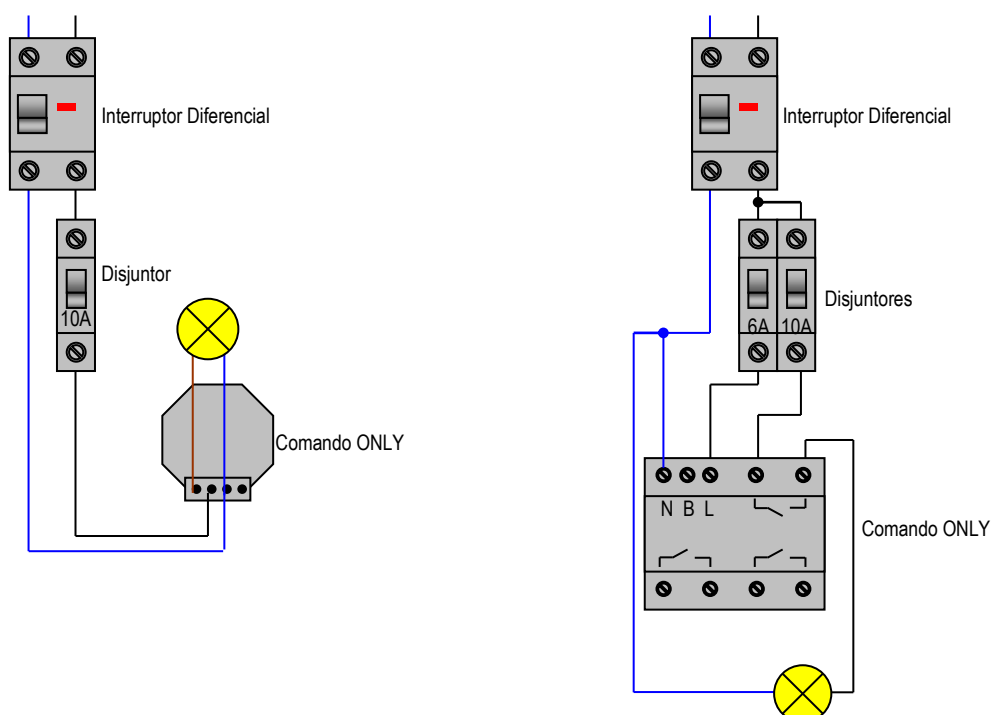 Interruptor Diferencial
Disjuntor
10A
Comando ONLY
Interruptor Diferencial
Disjuntores
6A 10A
N B L
Comando ONLY